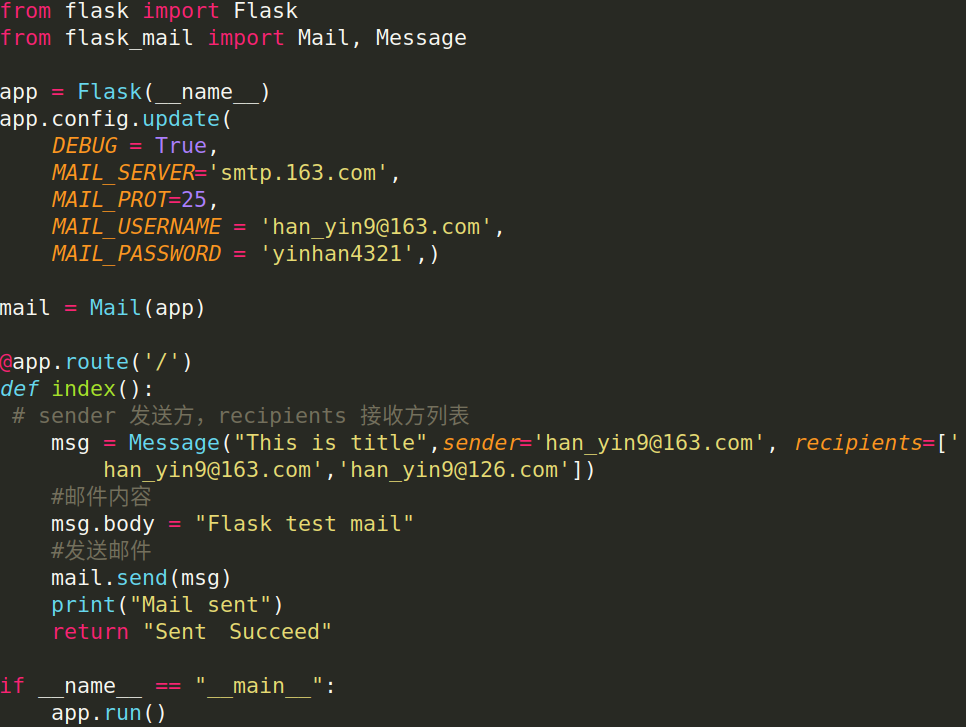 from flask import Flask
from flask_mail import Mail, Message
app = Flask(__name__)
app.config.update(
DEBUG = True,
MAIL_SERVER='smtp.163.com',
MAIL_PROT=25,
MAIL_USERNAME = 'han_yin9@163.com',
MAIL_PASSWORD = 'yinhan4321',)
mail = Mail(app)
@app.route('/')
def index():
# sender 发送方，recipients 接收方列表
msg = Message("This is title",sender='han_yin9@163.com', recipients=['
han_yin9@163.com','han_yin9@126.com'])
#邮件内容
msg.body = "Flask test mail"
#发送邮件
mail.send(msg)
print("Mail sent")
return "Sent  Succeed"
if __name__ == "__main__":
app.run()